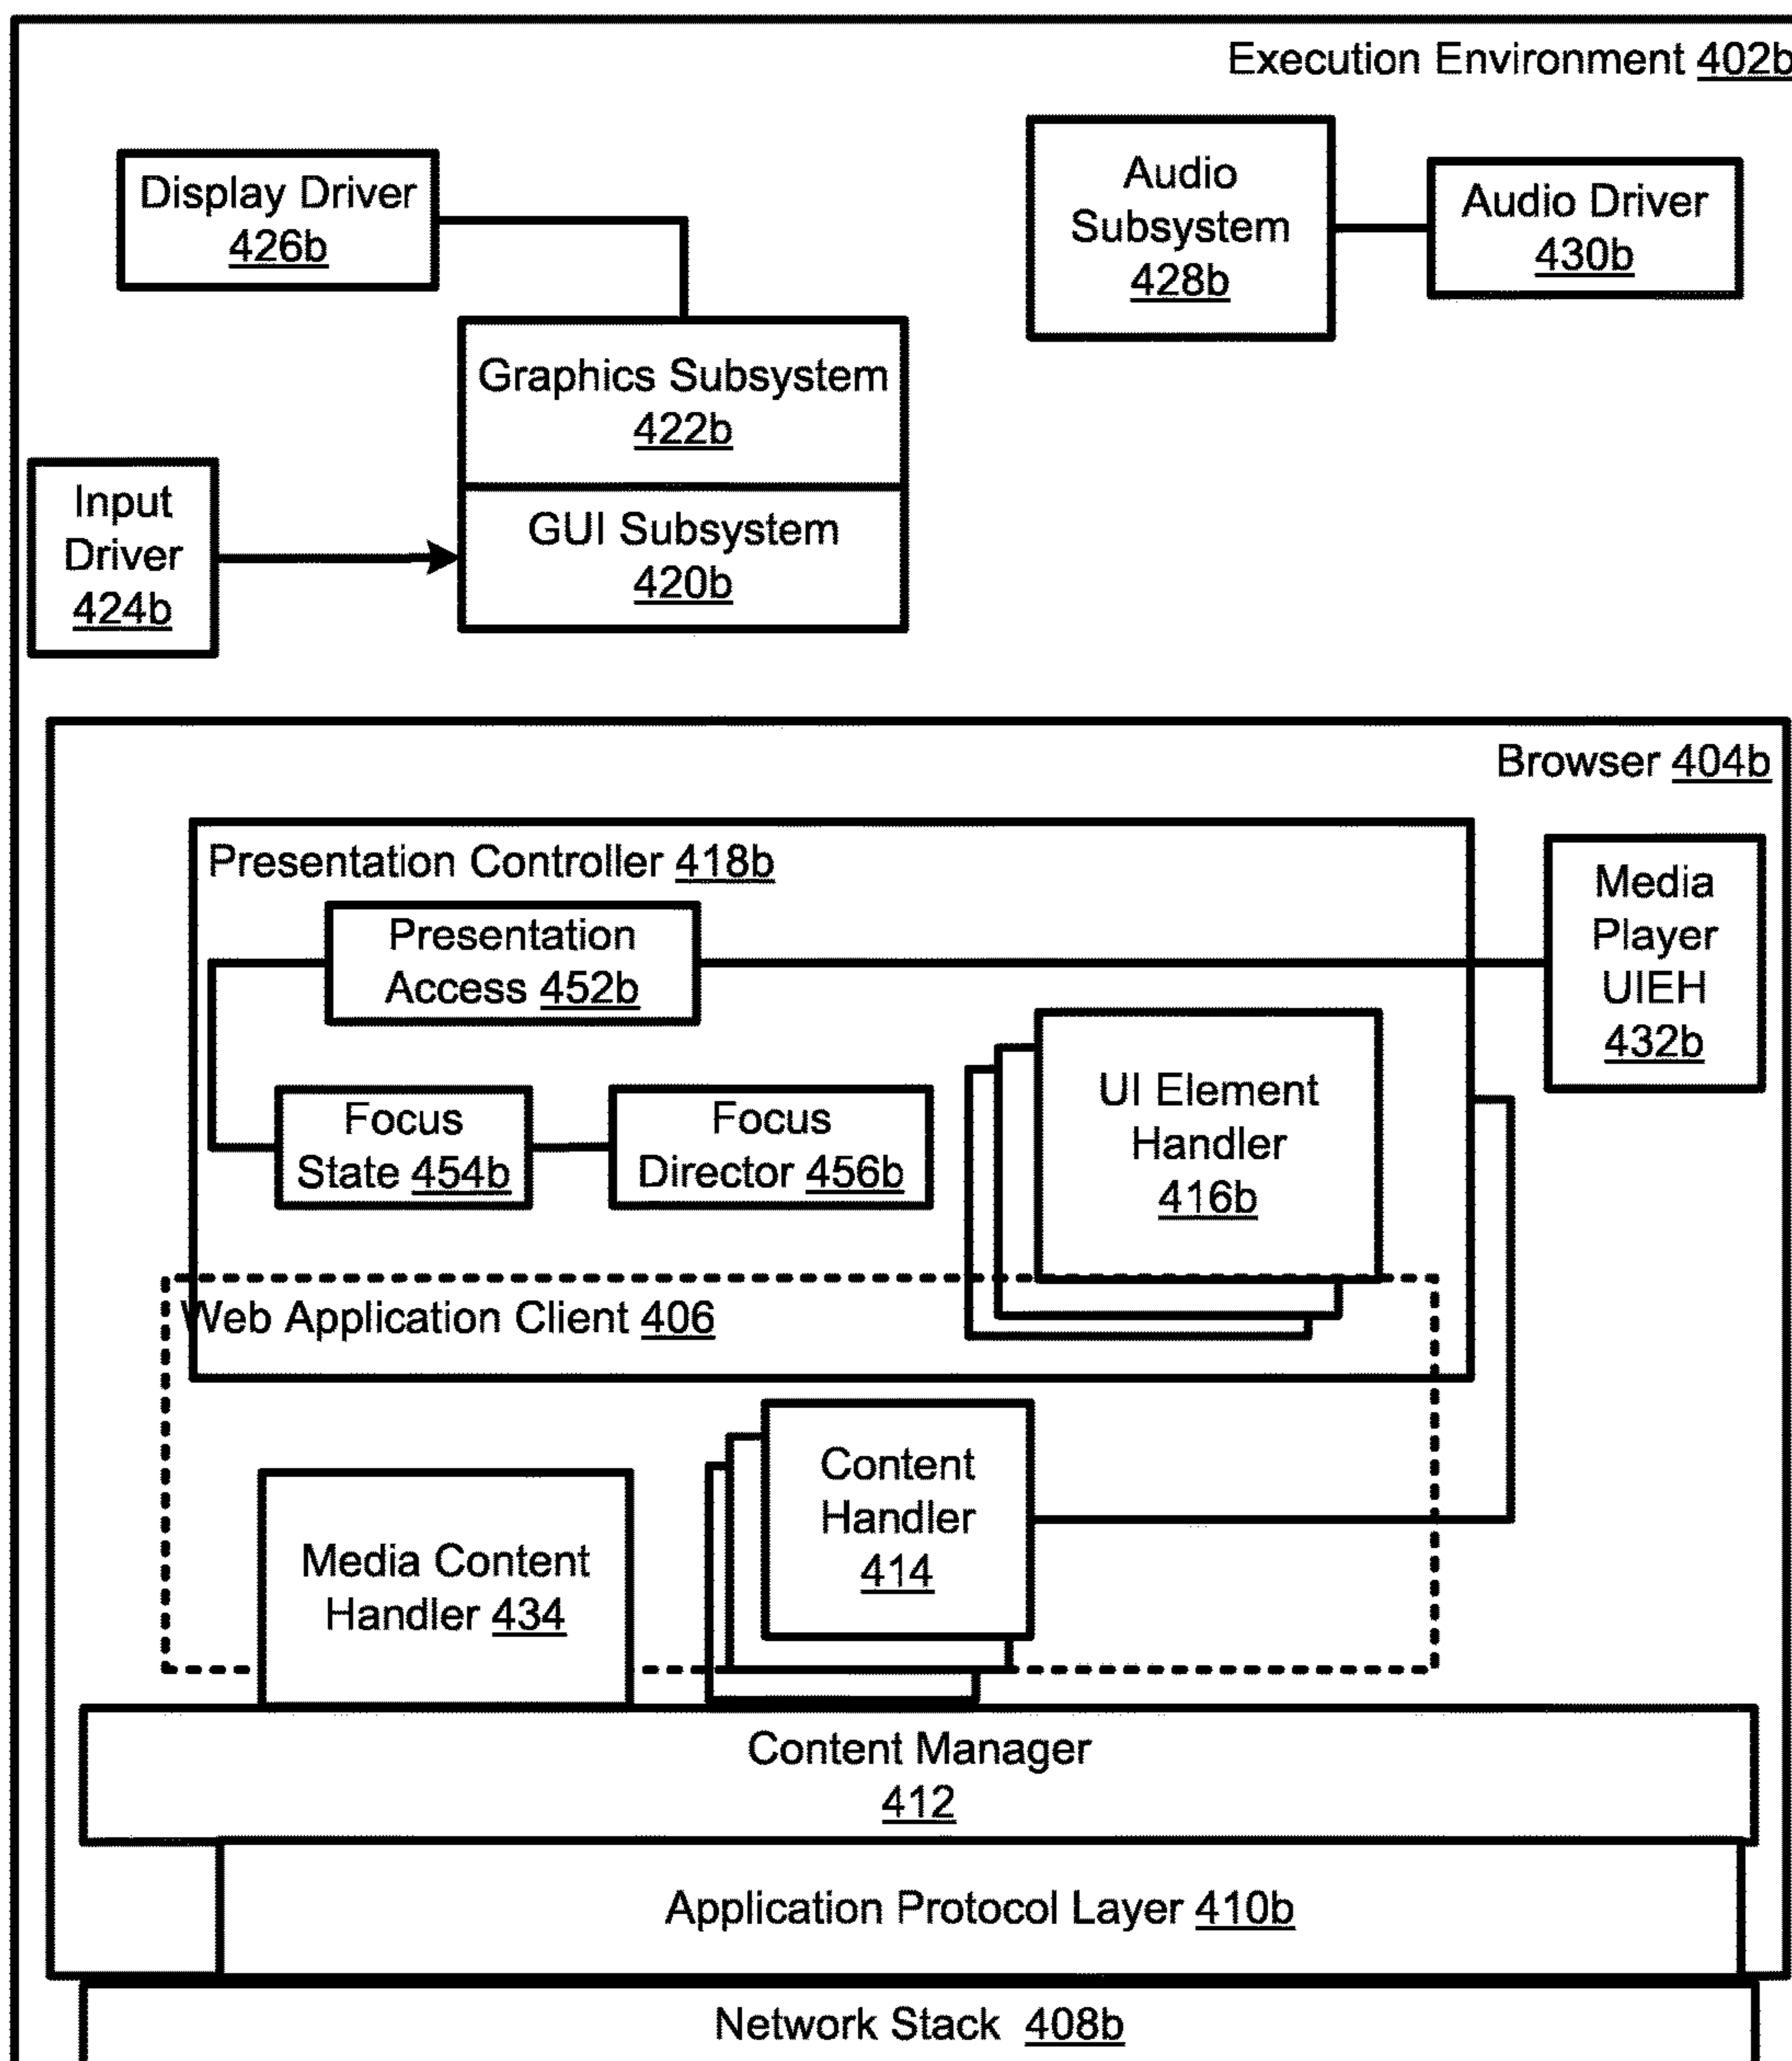 Execution Environment 402b
Display Driver
426b
Audio
Subsystem
428b
Audio Driver
430b
Graphics Subsystem
422b
Input
Driver
424b
GUI Subsystem
420b
Browser 404b
Presentation Controller 418b
Media
Player
UIEH
432b
Presentation
Access 452b
Focus
State 454b
Focus
Director 456b
UI Element
Handler
416b
Web Application Client 406
Content
Handler
414
Media Content
Handler 434
Content Manager
412
Application Protocol Layer 410b
Network Stack 408b